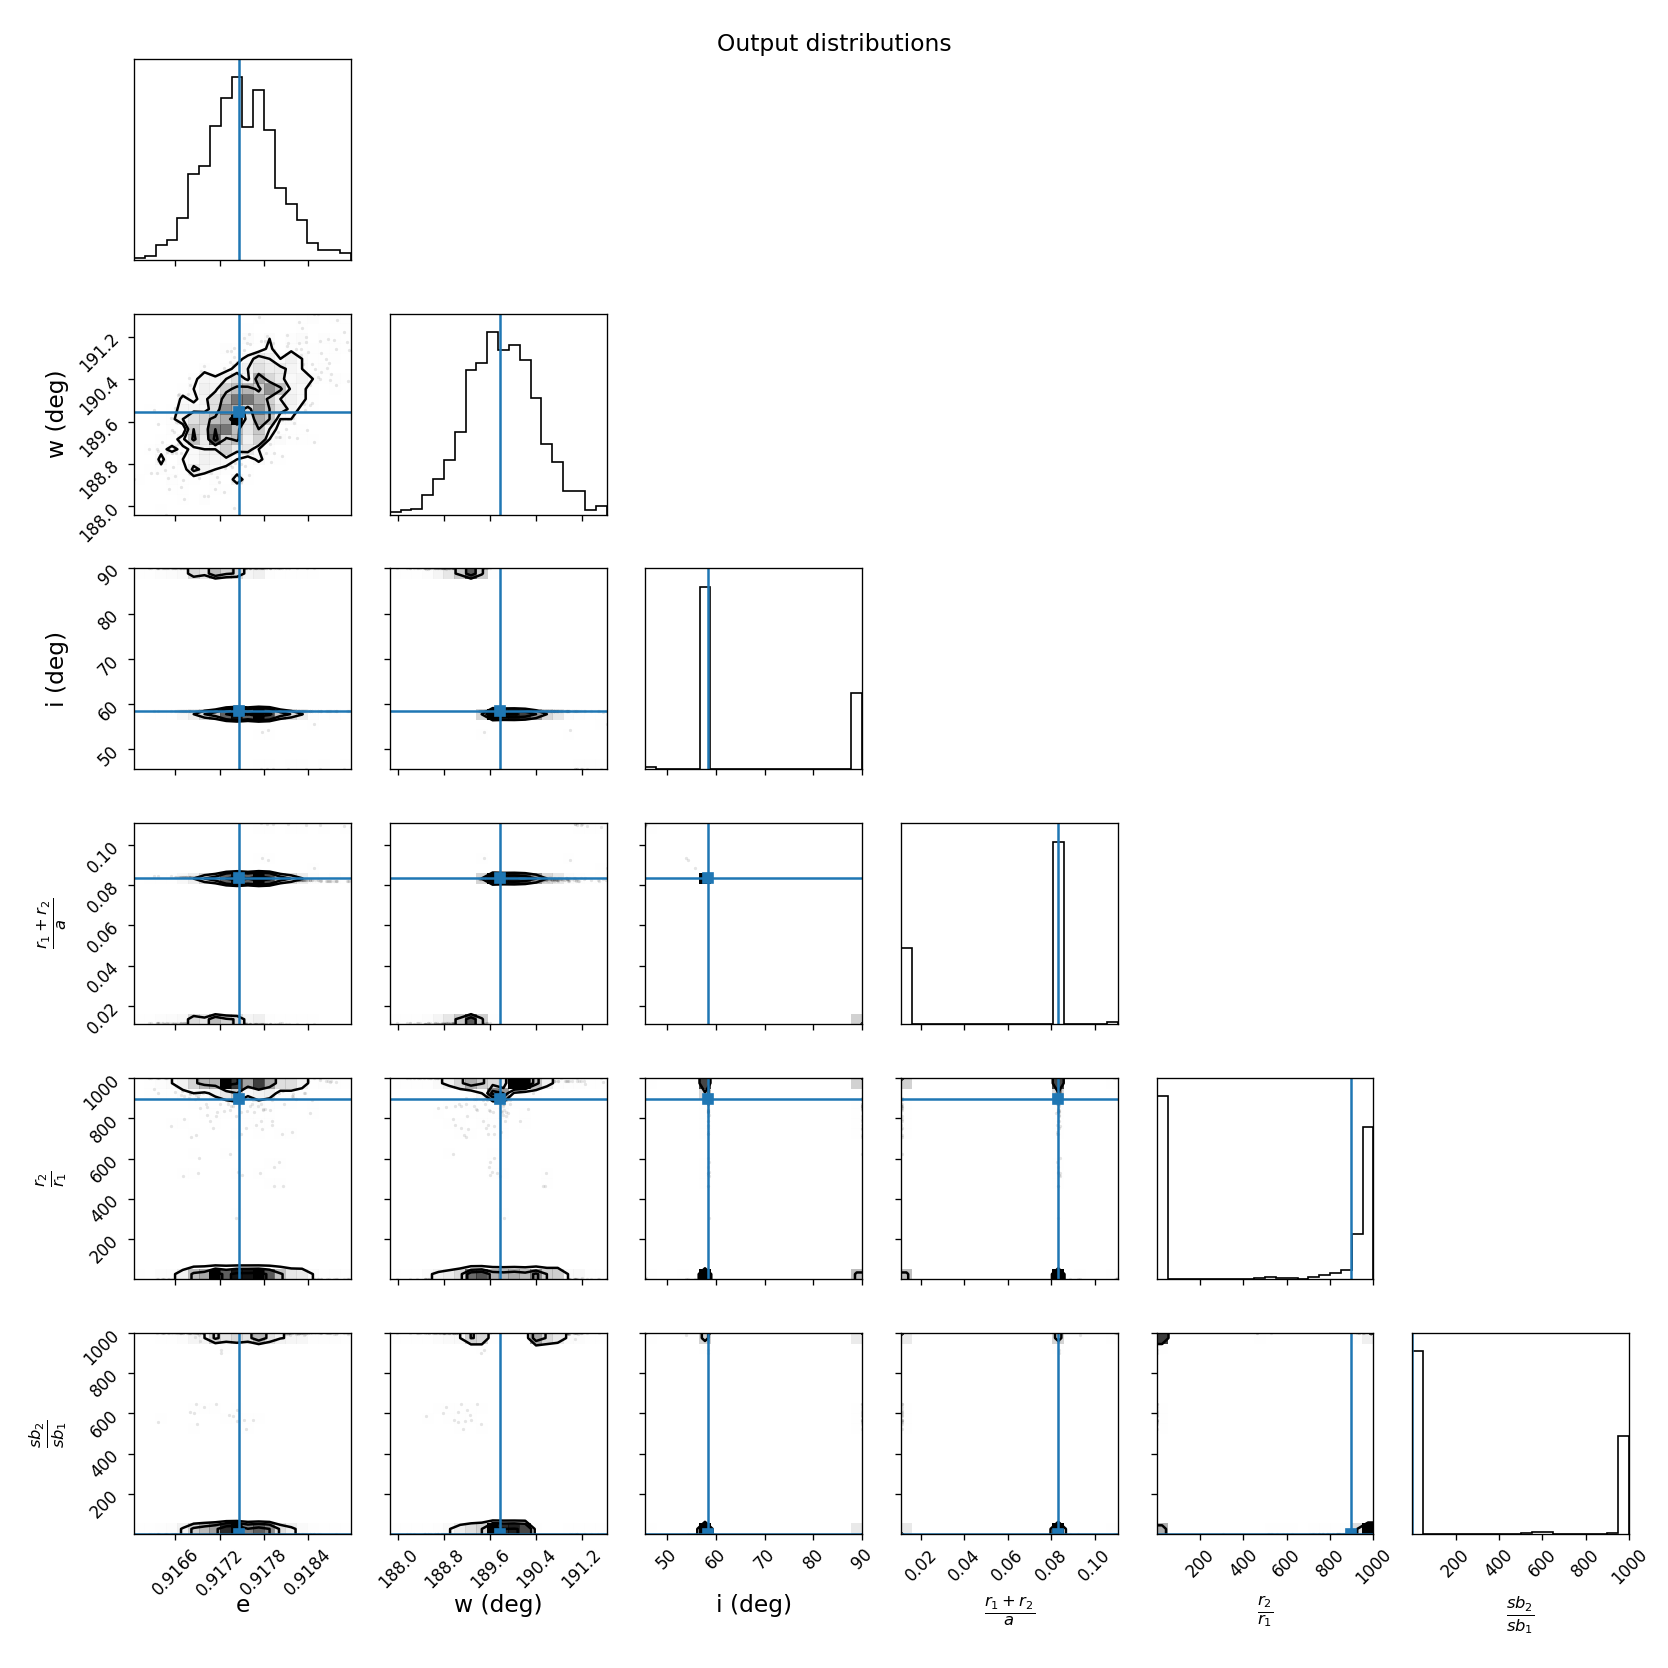 Output distributions
w (deg)
191.2
190.4
189.6
188.8
188.0
i (deg)
90
80
70
60
50
r1 + r2
a
0.10
0.08
0.06
0.04
0.02
r2
r1
1000
800
600
400
200
sb2
sb1
1000
800
600
400
200
0.9166 0.9172 0.9178 0.9184
188.0 188.8 189.6 190.4 191.2
50 60 70 80 90
0.02 0.04 0.06 0.08 0.10
200 400 600 800 1000
200 400 600 800 1000
e
w (deg)
i (deg)
r1 + r2
a
r2
r1
sb2
sb1